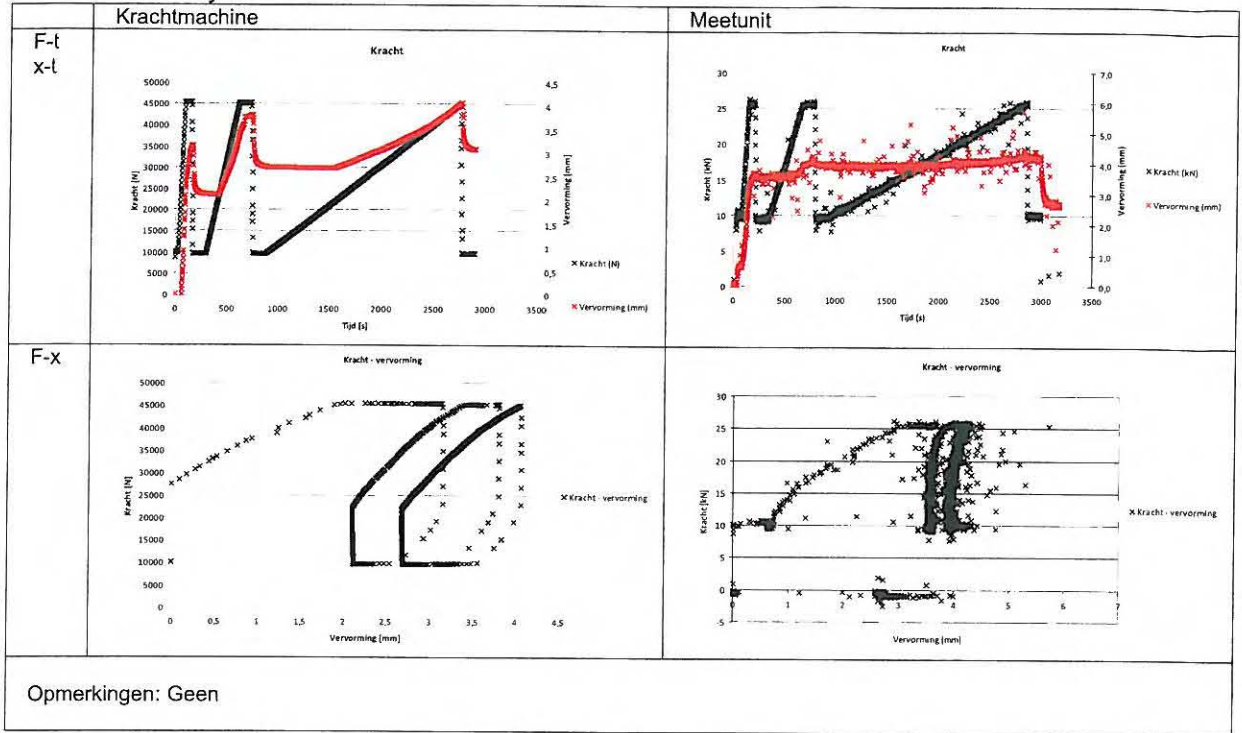 Krachtmachine
Meetunit
F-t
x-t
Kracht
50000
45000
40000
35000
30000
25000
20000
15000
10000
5000
0
Kracht [N]
4,5
4
3,5
3
2,5
2
1,5
1
0,5
0
Vervorming [mm]
0 500 1000 1500 2000 2500 3000 3500
Tijd [s]
× Kracht (N)
× Vervorming (mm)
Kracht
30
25
20
15
10
5
0
Kracht [kN]
7,0
6,0
5,0
4,0
3,0
2,0
1,0
0,0
Vervorming [mm]
0 500 1000 1500 2000 2500 3000 3500
Tijd [s]
× Kracht (kN)
× Vervorming (mm)
F-x
Kracht - vervorming
50000
45000
40000
35000
30000
25000
20000
15000
10000
5000
0
Kracht [N]
0 0,5 1 1,5 2 2,5 3 3,5 4 4,5
Vervorming [mm]
× Kracht - vervorming
Kracht - vervorming
30
25
20
15
10
5
0
-5
Kracht [kN]
0 1 2 3 4 5 6 7
Vervorming [mm]
× Kracht - vervorming
Opmerkingen: Geen